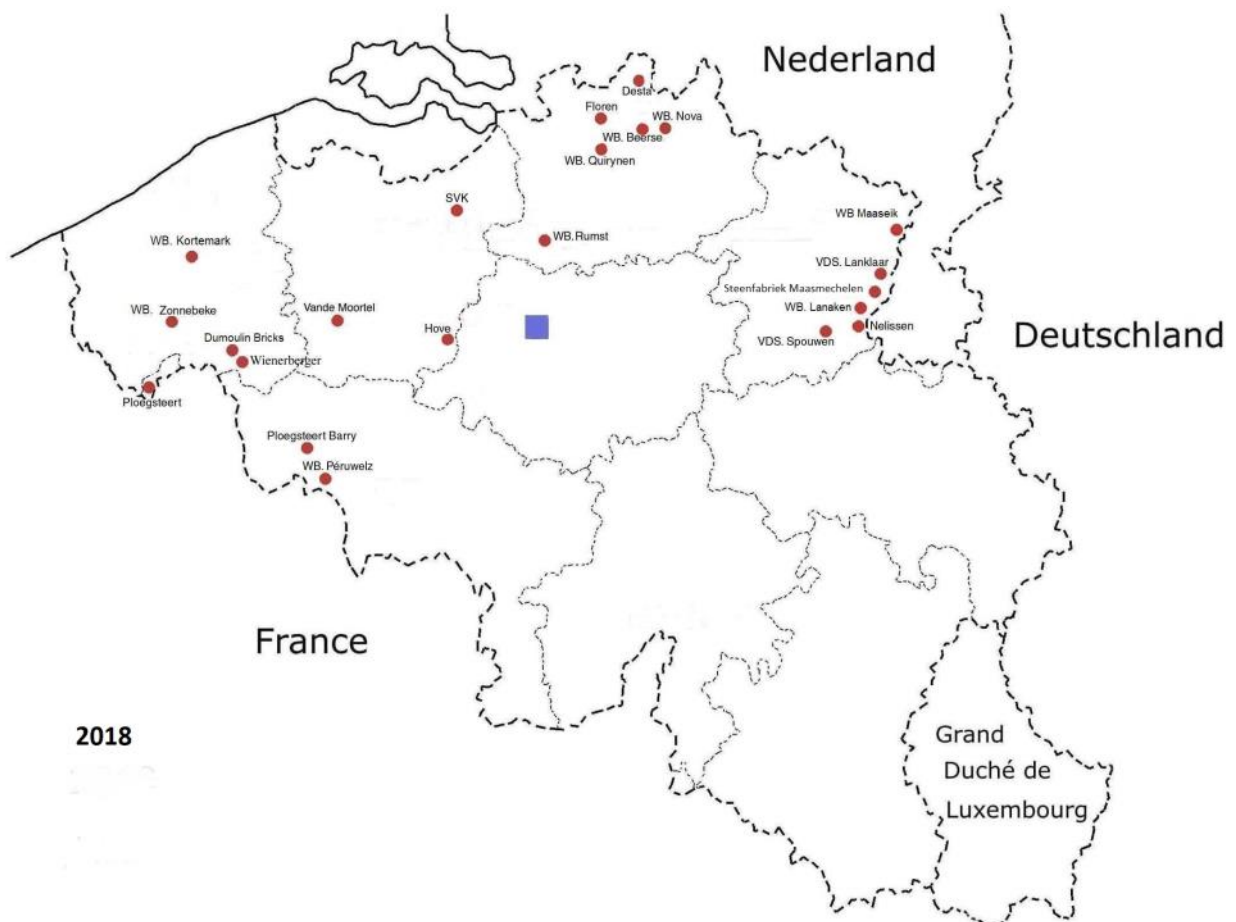 Nederland
Desta
Floren
WB. Nova
WB. Beerse
WB. Quirynen
SVK
WB Maaseik
WB.Rumst
WB. Kortemark
VDS. Lanklaar
Steenfabriek Maasmechelen
WB. Zonnebeke
Vande Moortel
WB. Lanaken
Hove
Nelissen
Deutschland
Dumoulin Bricks
VDS. Spouwen
Wienerberger
Ploegsteert
Ploegsteert Barry
WB. Péruwelz
France
2018
Grand
Duché de
Luxembourg